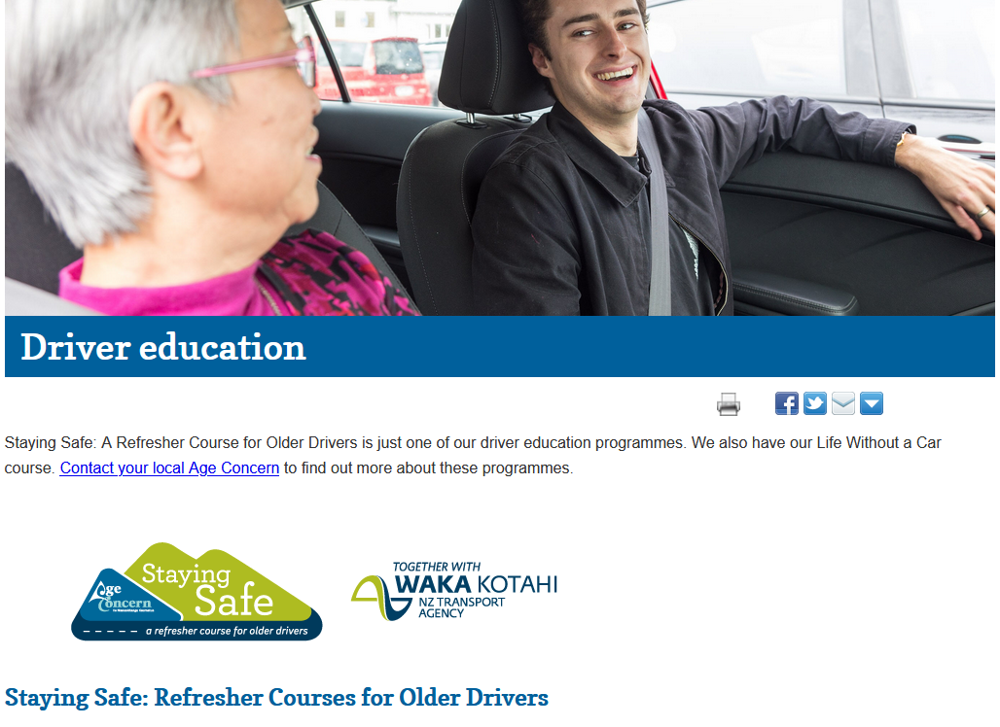 Driver education
Staying Safe: A Refresher Course for Older Drivers is just one of our driver education programmes. We also have our Life Without a Car
course. Contact your local Age Concern to find out more about these programmes.
Staying
Safe
Age
Concern
a refresher course for older drivers
TOGETHER WITH
WAKA KOTAHI
NZ TRANSPORT
AGENCY
Staying Safe: Refresher Courses for Older Drivers